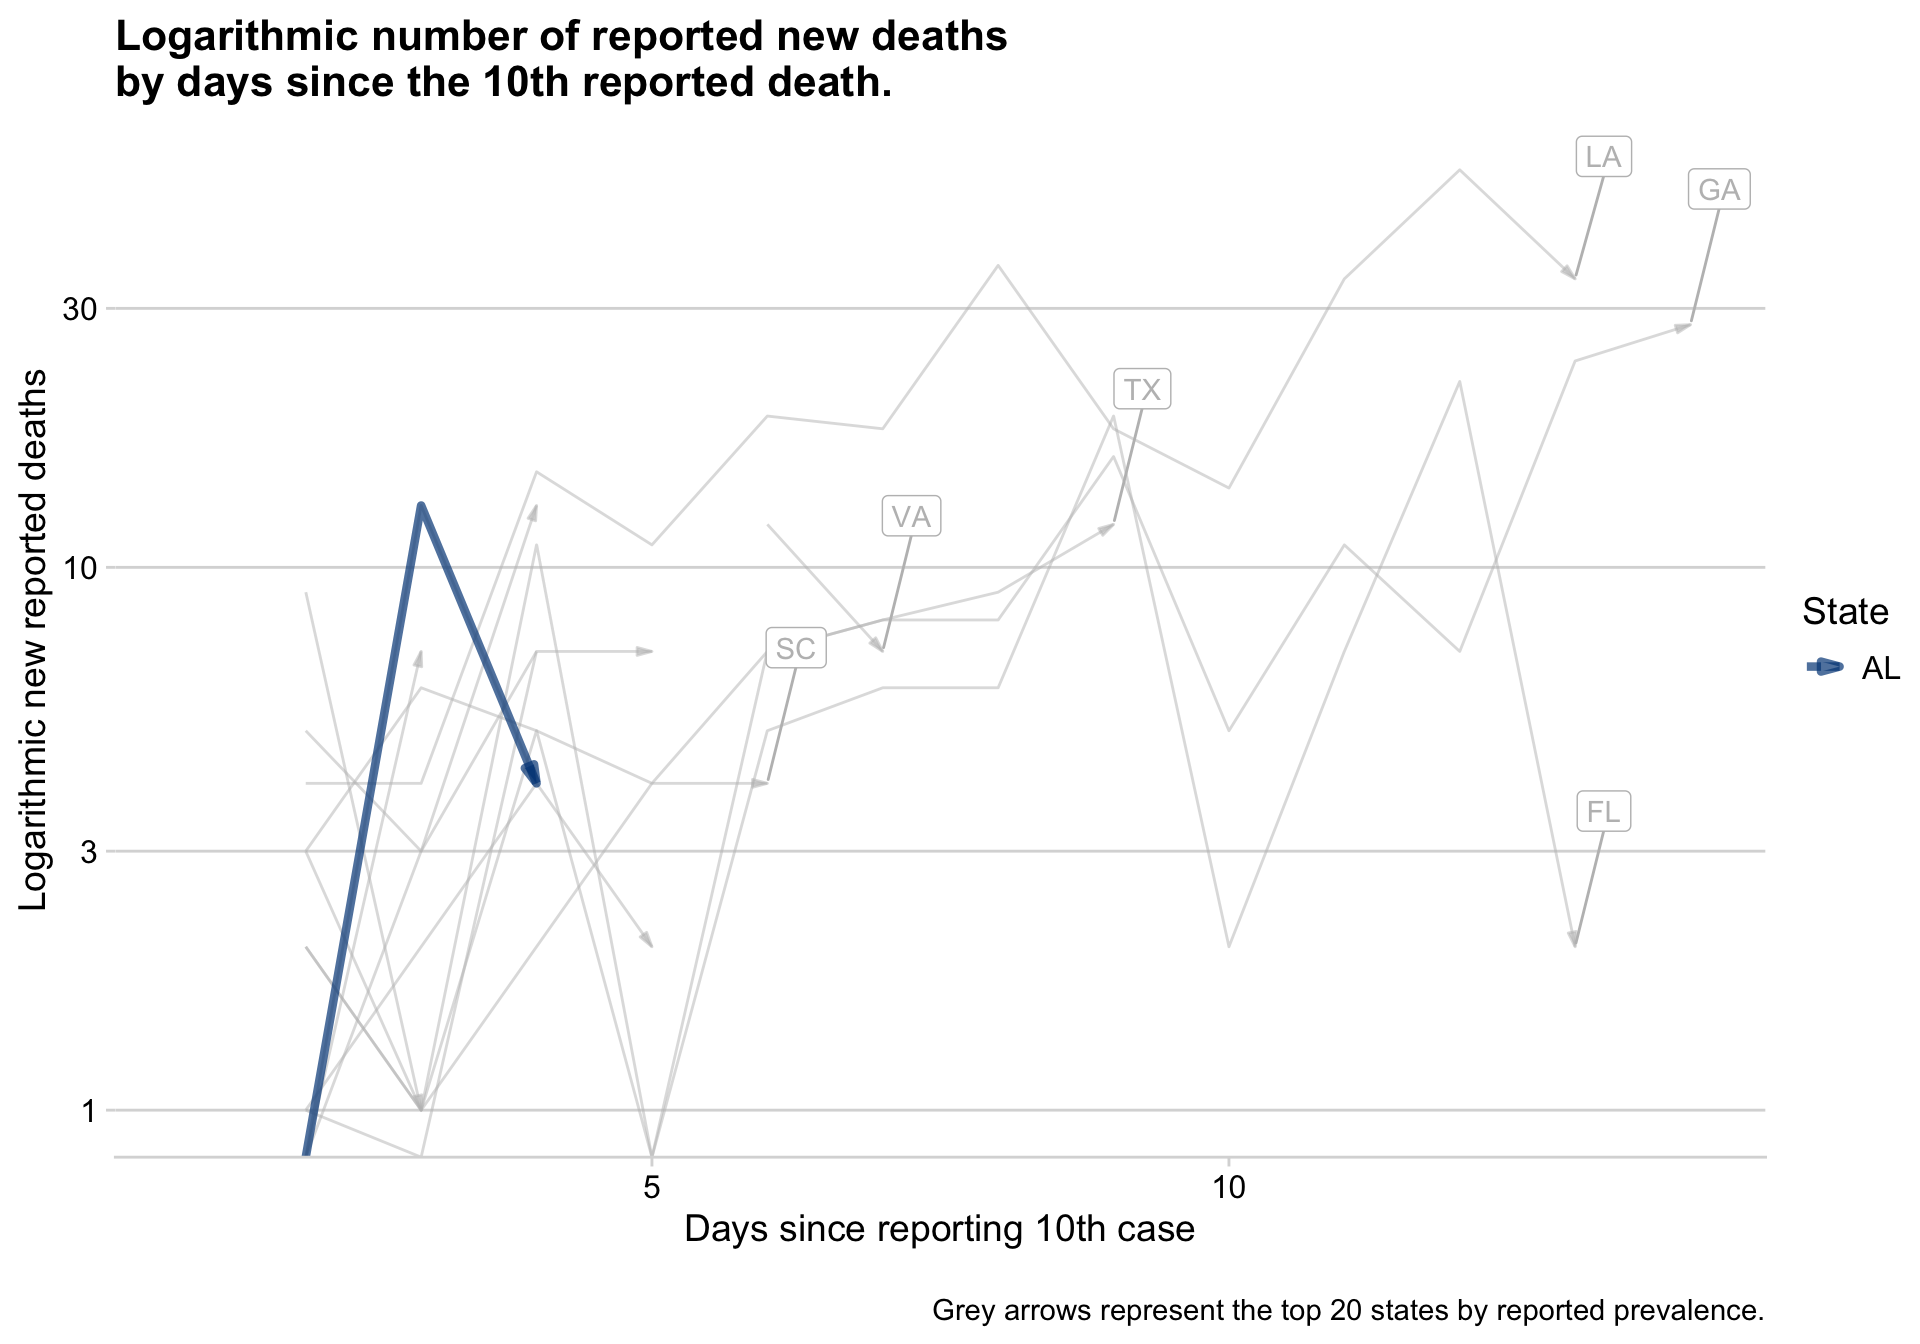 Logarithmic number of reported new deaths
by days since the 10th reported death.
LA
GA
30
TX
VA
10
SC
FL
3
1
Logarithmic new reported deaths
State
AL
5
10
Days since reporting 10th case
Grey arrows represent the top 20 states by reported prevalence.